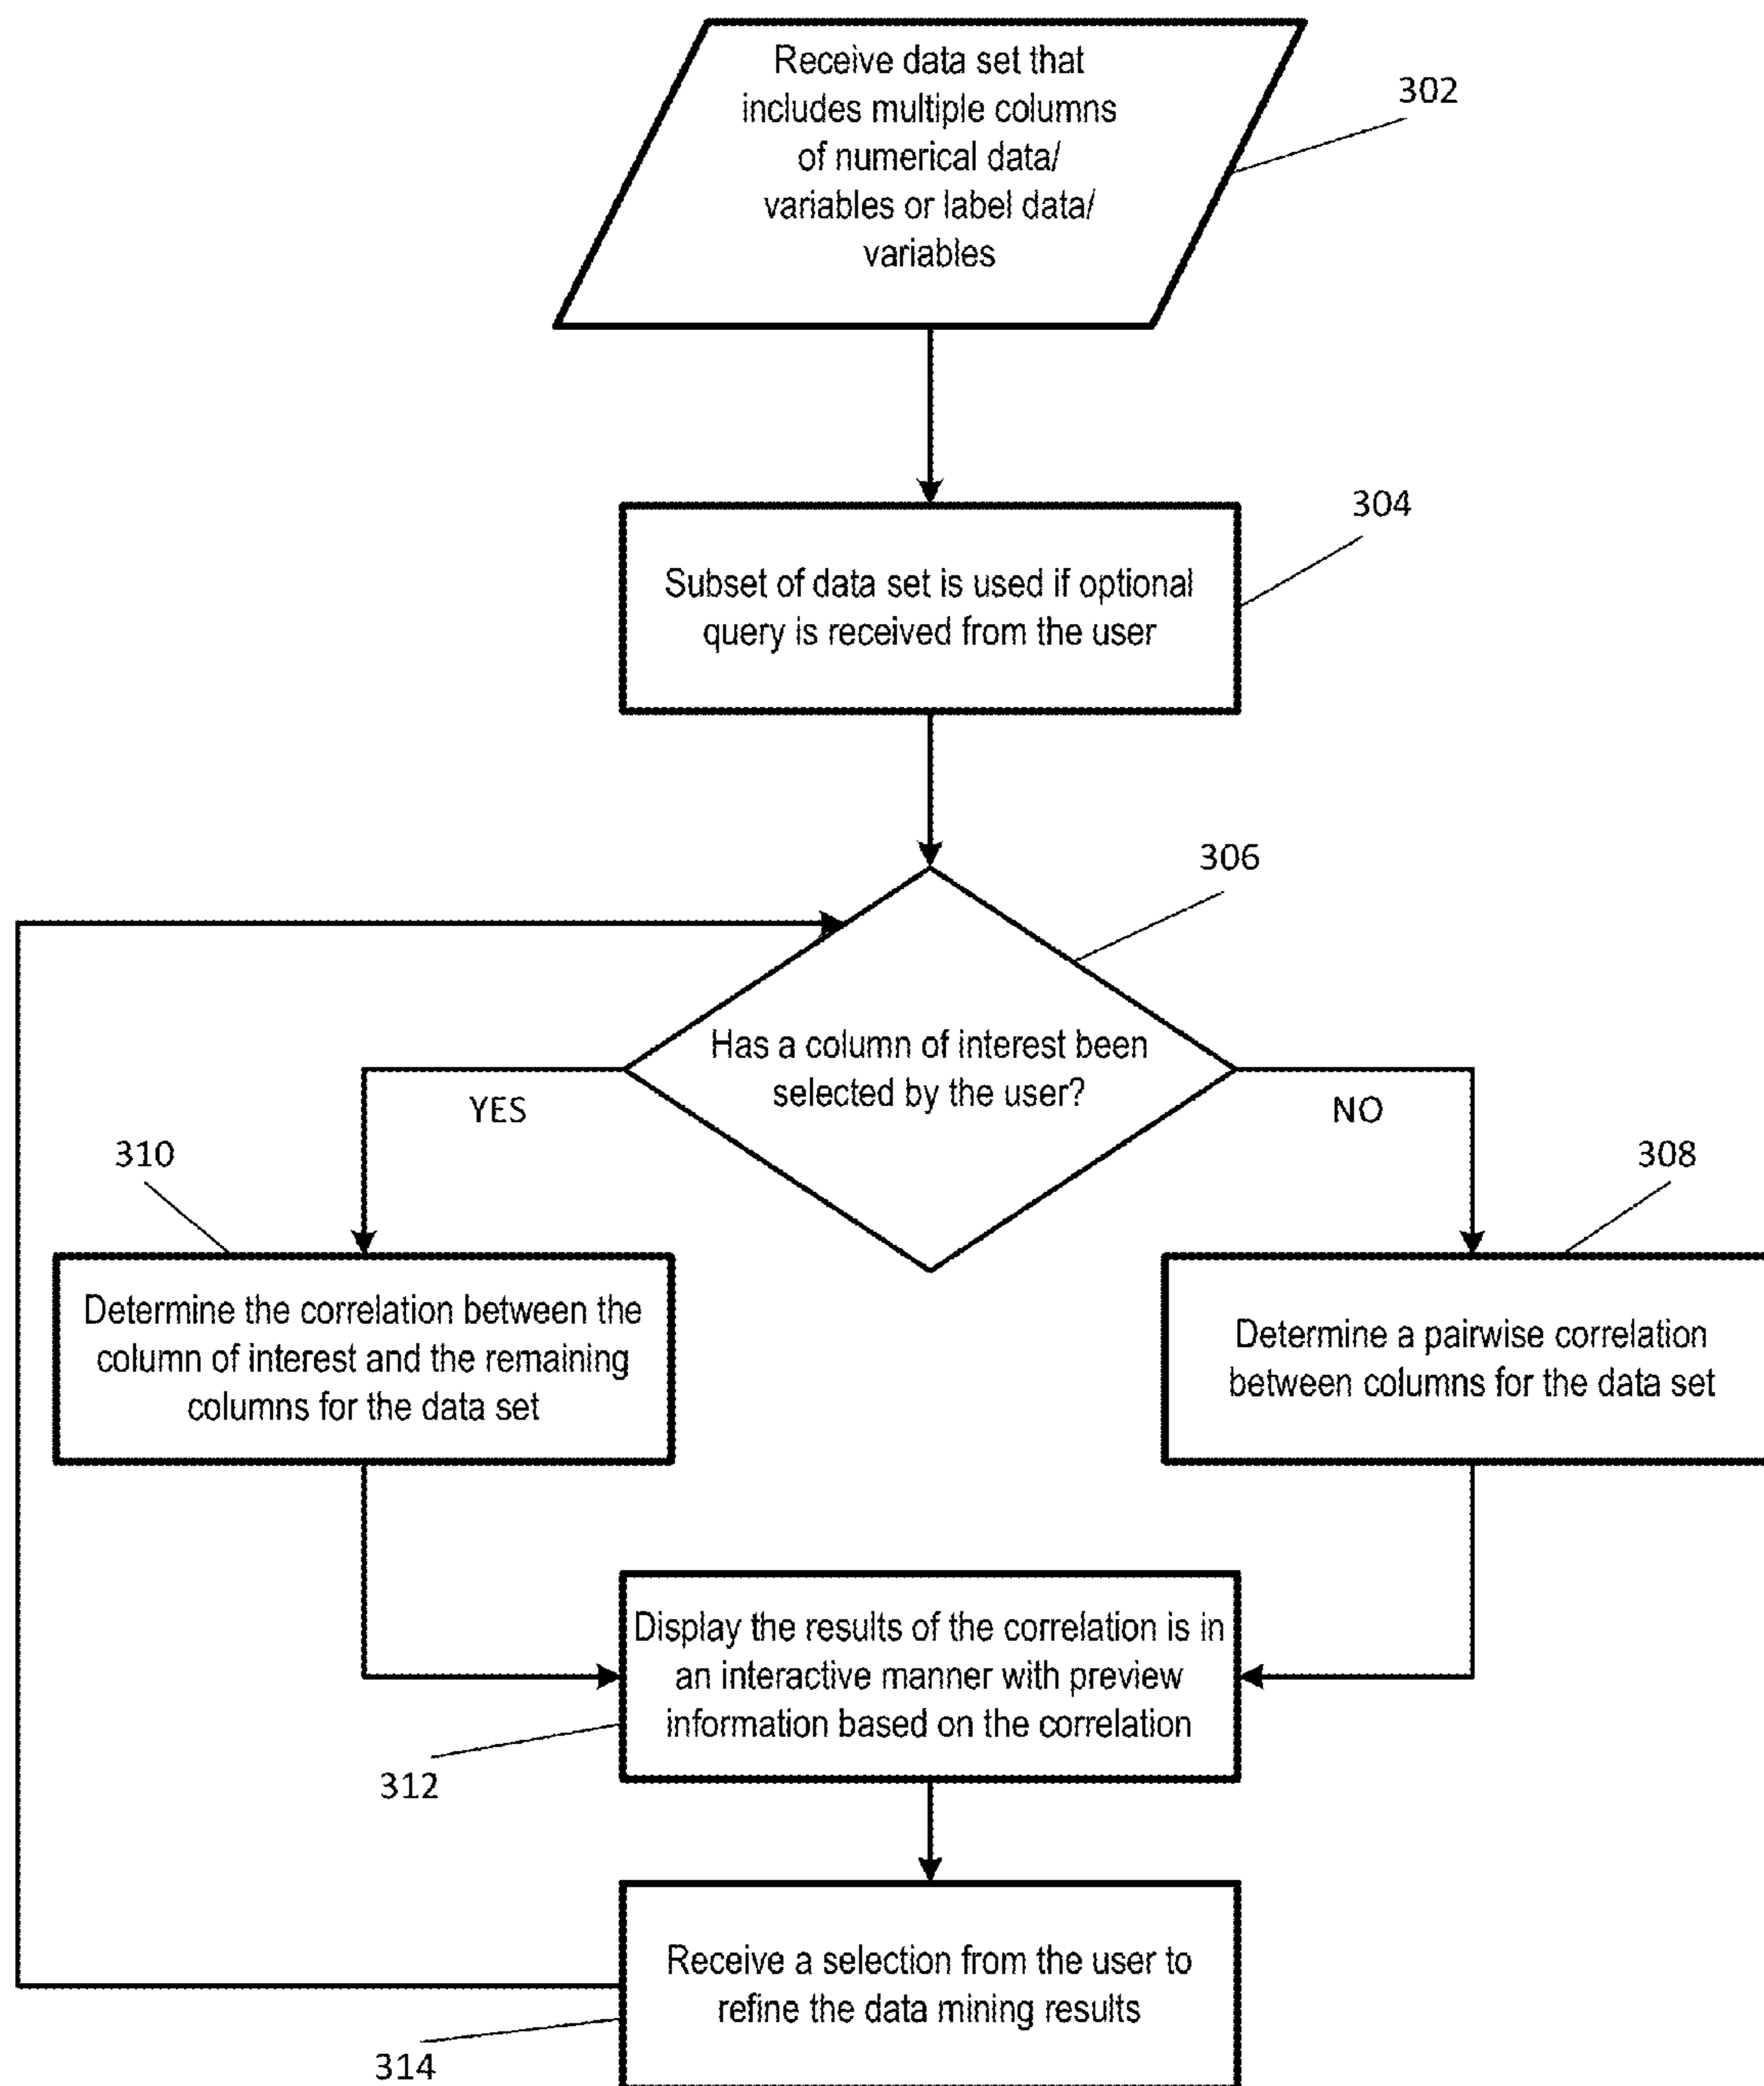 Receive data set that
includes multiple columns
of numerical data/
variables or label data/
variables
302
304
Subset of data set is used if optional
query is received from the user
306
Has a column of interest been
selected by the user?
YES
NO
310
308
Determine the correlation between the
column of interest and the remaining
columns for the data set
Determine a pairwise correlation
between columns for the data set
Display the results of the correlation is in
an interactive manner with preview
information based on the correlation
312
Receive a selection from the user to
refine the data mining results
314